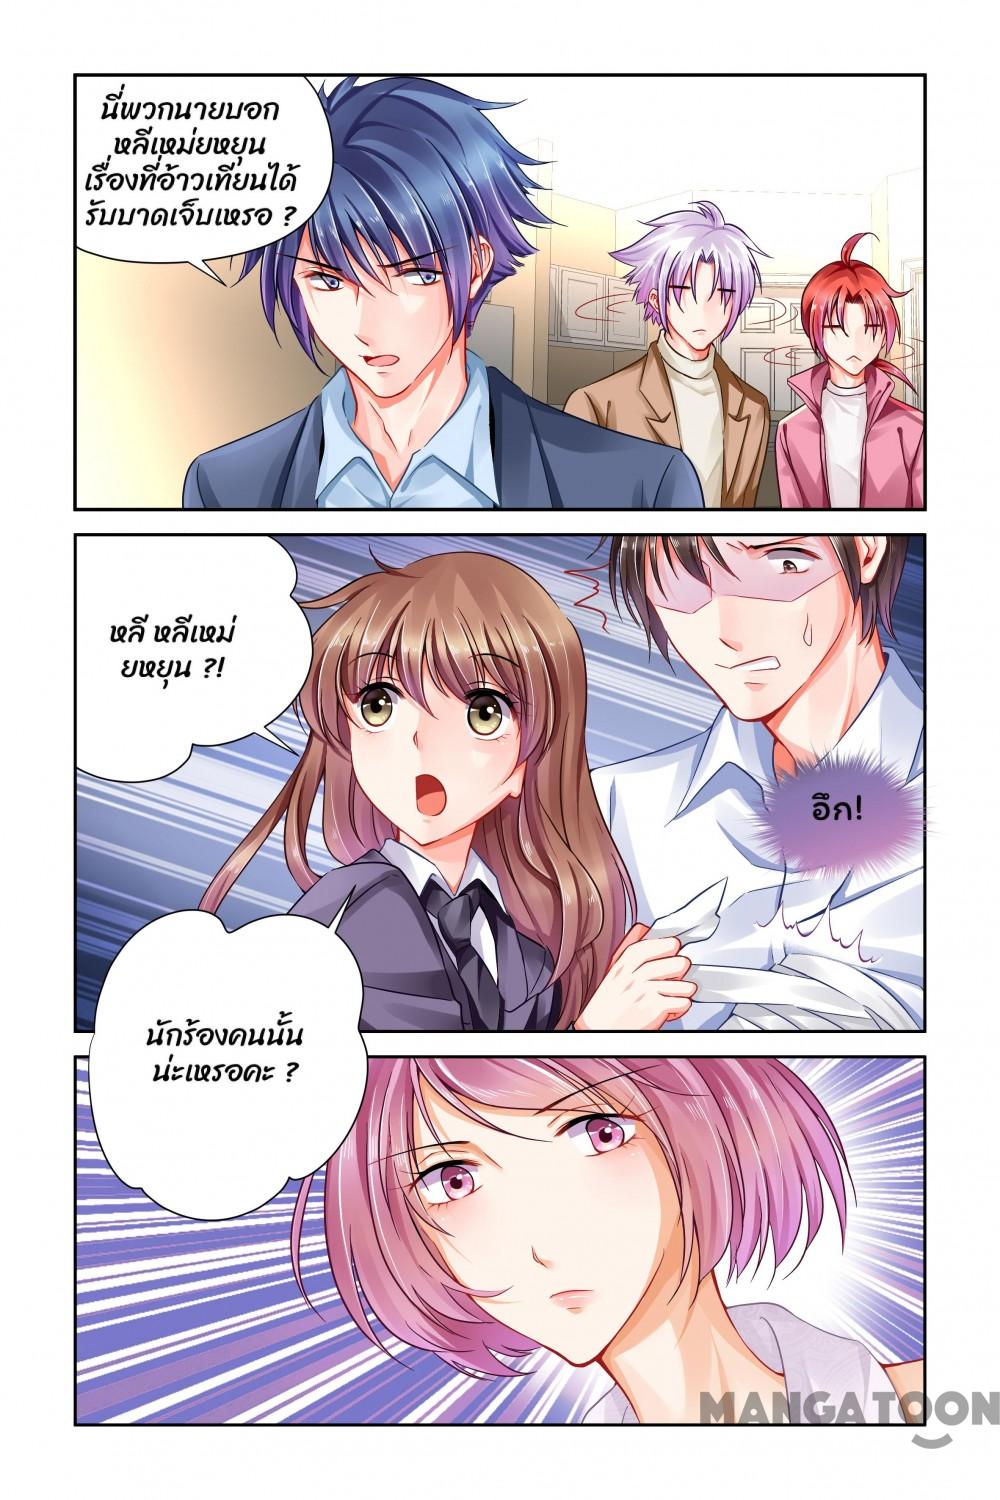 นี่พวกนายบอก
หลีเหม่ยหยุน
เรื่องที่อ้าวเทียนได้
รับบาดเจ็บเหรอ ?
หลี หลีเหม่
ยหยุน ?!
อึก!
นักร้องคนนั้น
น่ะเหรอคะ ?
MANGATOON